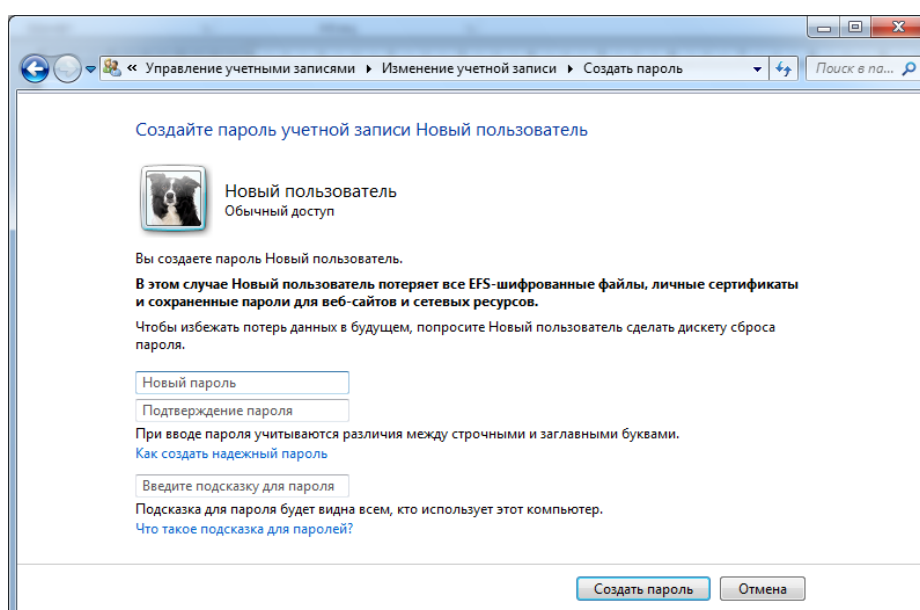 « Управление учетными записями ▸ Изменение учетной записи ▸ Создать пароль
Поиск в па...
Создайте пароль учетной записи Новый пользователь
Новый пользователь
Обычный доступ
Вы создаете пароль Новый пользователь.
В этом случае Новый пользователь потеряет все EFS-шифрованные файлы, личные сертификаты
и сохраненные пароли для веб-сайтов и сетевых ресурсов.
Чтобы избежать потерь данных в будущем, попросите Новый пользователь сделать дискету сброса
пароля.
Новый пароль
Подтверждение пароля
При вводе пароля учитываются различия между строчными и заглавными буквами.
Как создать надежный пароль
Введите подсказку для пароля
Подсказка для пароля будет видна всем, кто использует этот компьютер.
Что такое подсказка для паролей?
Создать пароль
Отмена